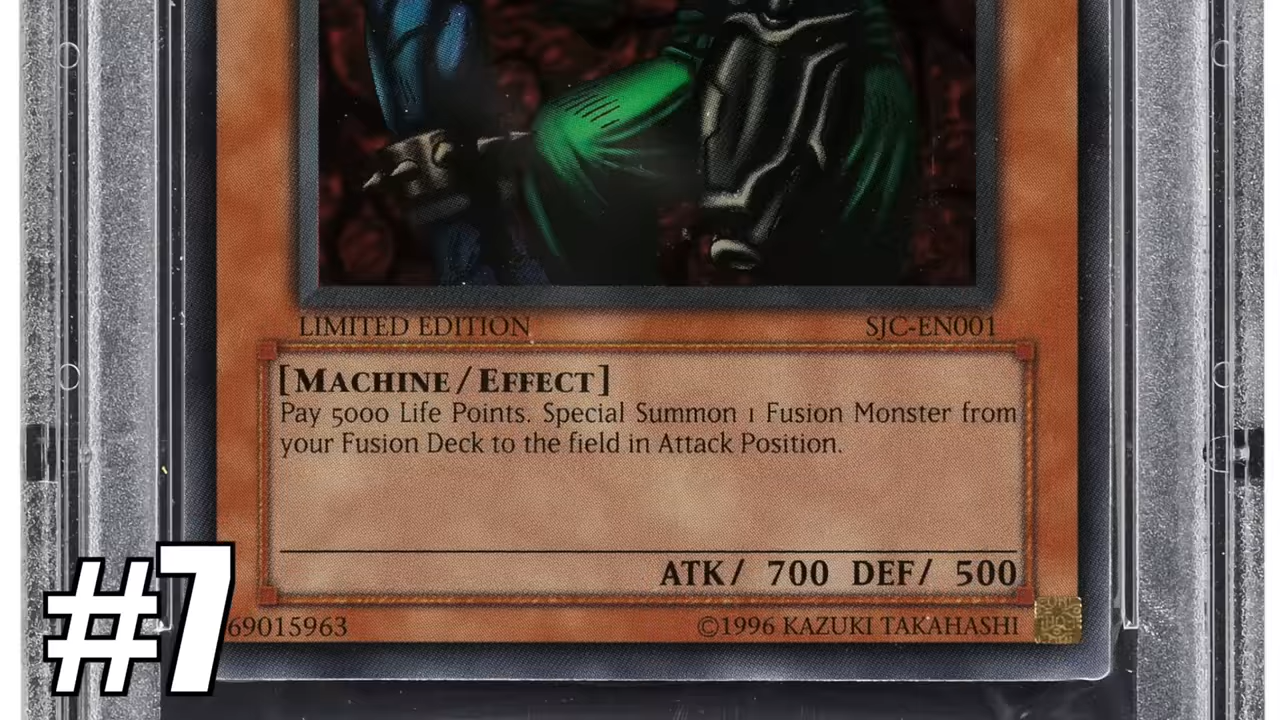 LIMITED EDITION SJC-EN001
[MACHINE/EFFECT]
Pay 5000 Life Points. Special Summon 1 Fusion Monster from
your Fusion Deck to the field in Attack Position.
ATK/ 700 DEF/ 500
#7
69015963 ©1996 KAZUKI TAKAHASHI